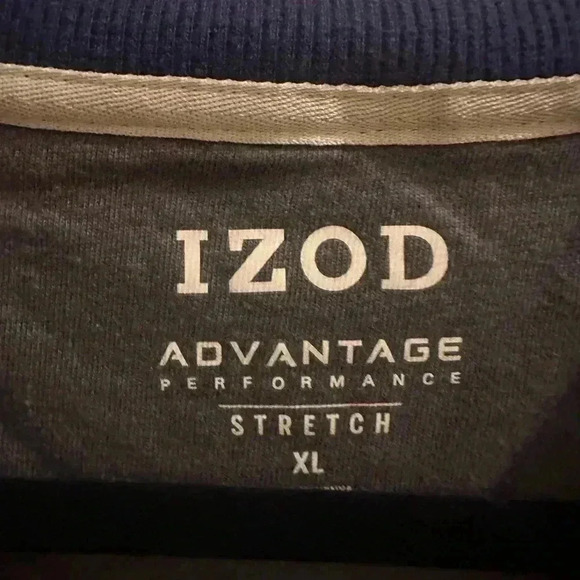 IZOD
ADVANTAGE
PERFORMANCE
STRETCH
XL